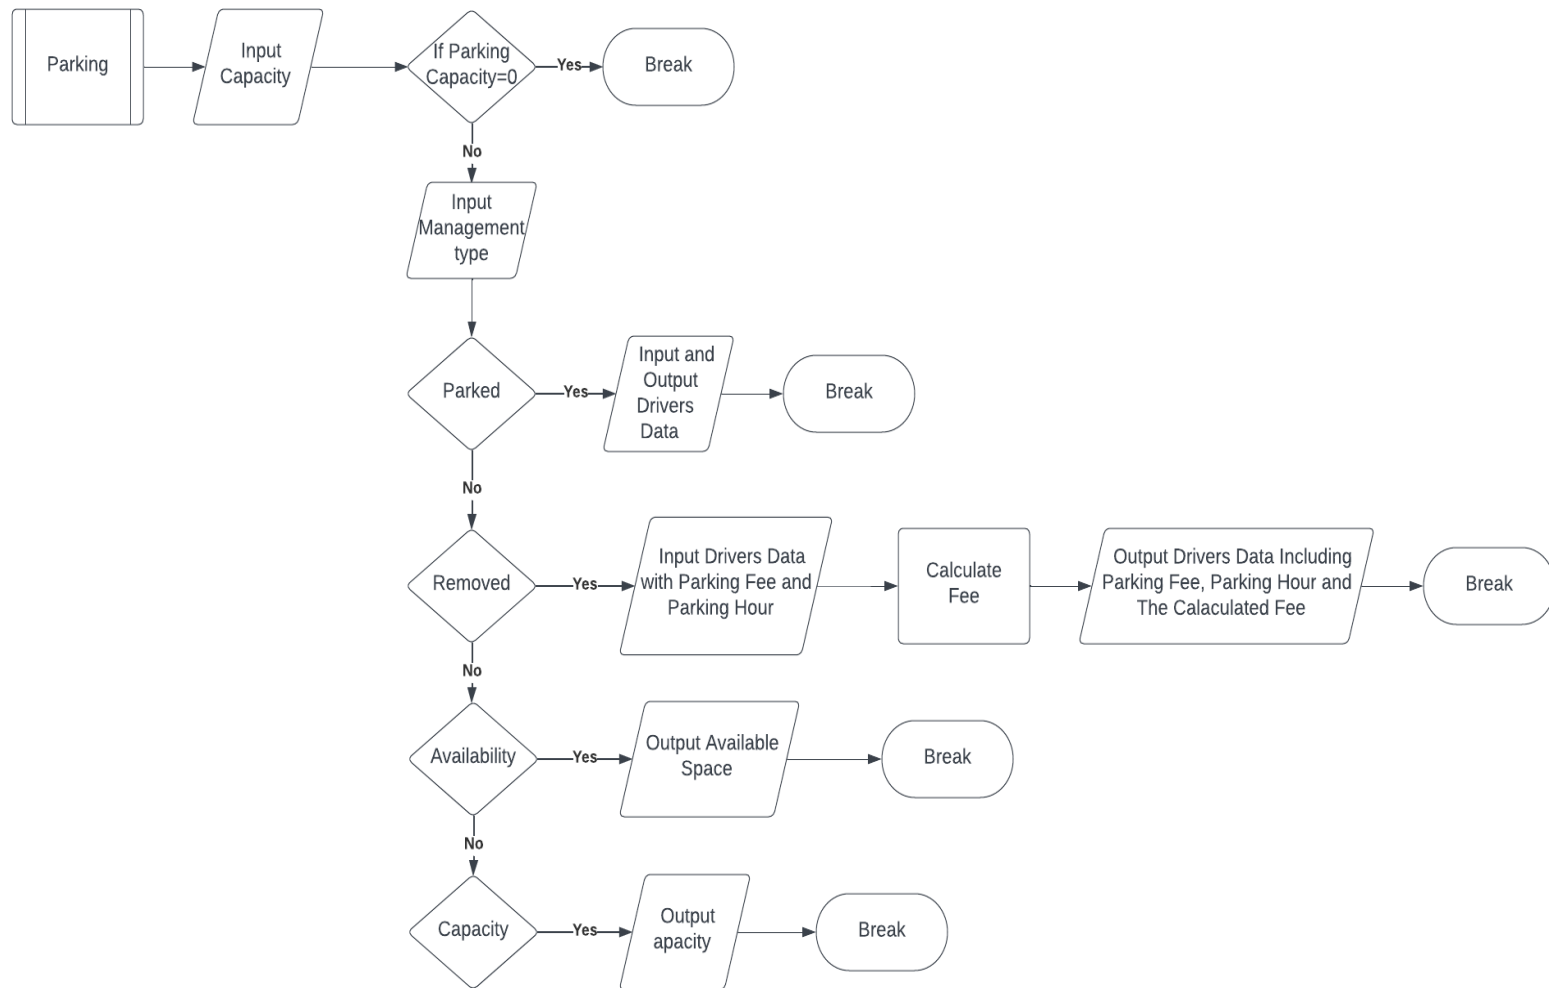 Parking
Input
Capacity
If Parking
Capacity=0
Yes
Break
No
Input
Management
type
Parked
Yes
Input and
Output
Drivers
Data
Break
No
Removed
Yes
Input Drivers Data
with Parking Fee and
Parking Hour
Calculate
Fee
Output Drivers Data Including
Parking Fee, Parking Hour and
The Calaculated Fee
Break
No
Availability
Yes
Output Available
Space
Break
No
Capacity
Yes
Output
apacity
Break